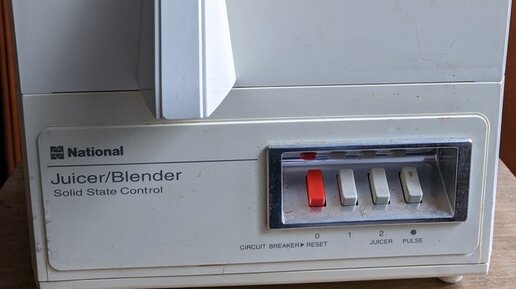 National
Juicer/Blender
Solid State Control
0 1 2 ✷
CIRCUIT BREAKER▶ RESET JUICER PULSE